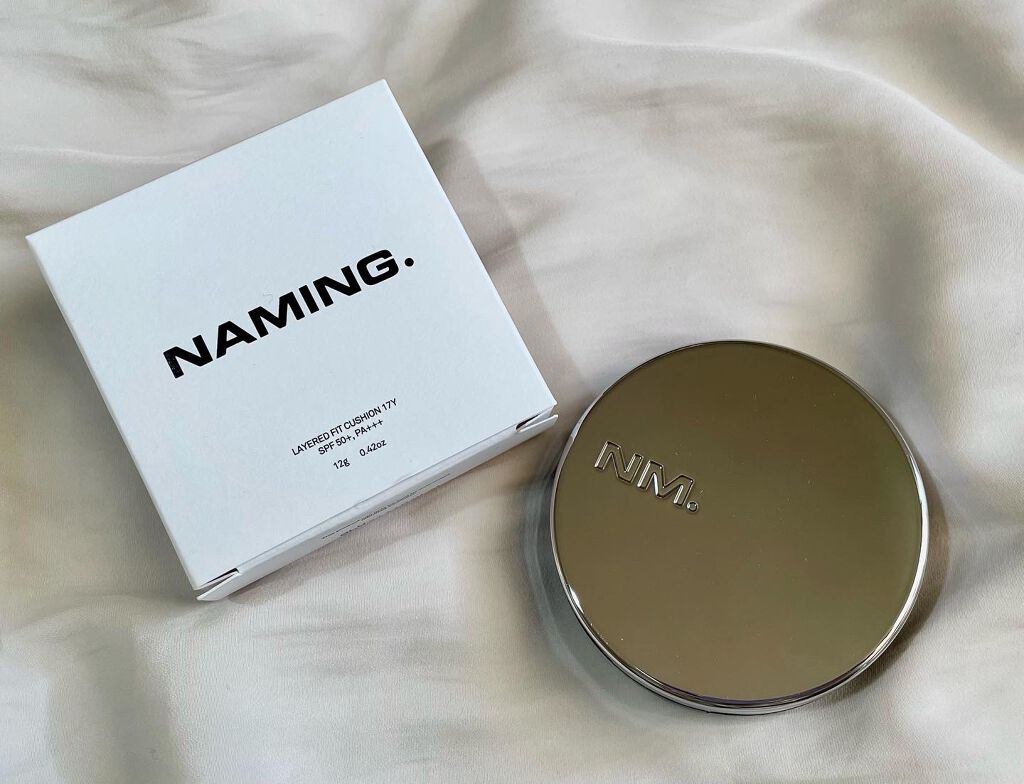 NAMING.
LAYERED FIT CUSHION 17Y
SPF 50+, PA+++
12g 0.42oz
NM.